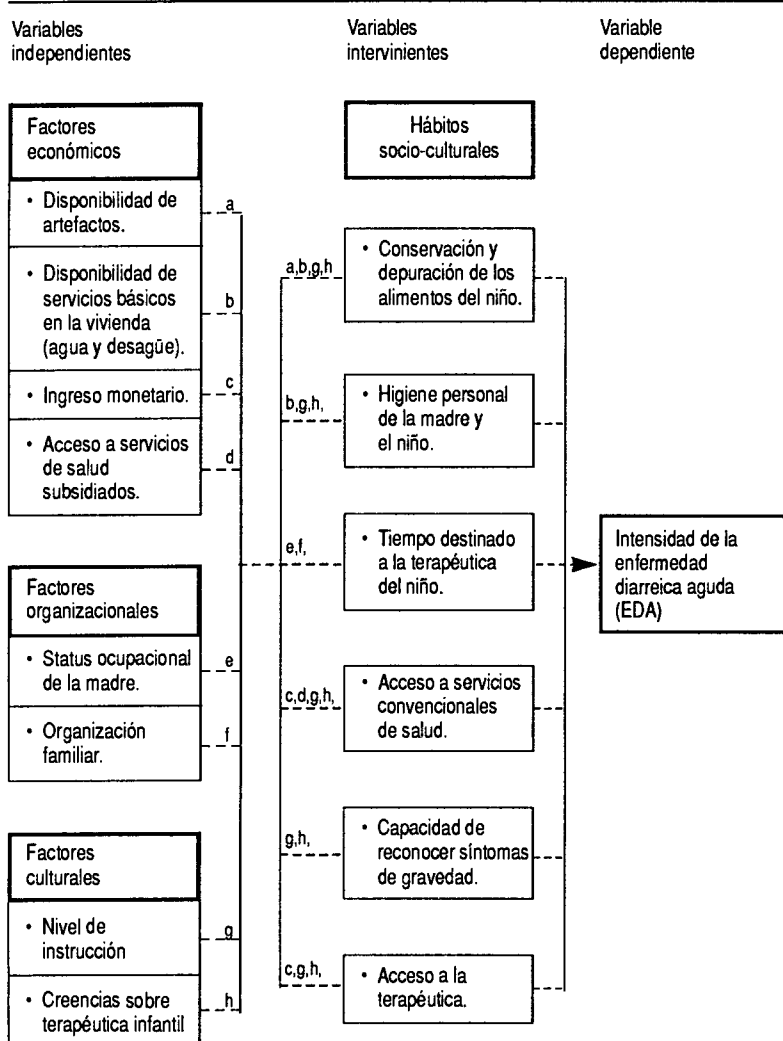 Variables
independientes
Variables
intervinientes
Variable
dependiente
Factores
económicos
• Disponibilidad de
artefactos.
a
• Disponibilidad de
servicios básicos
en la vivienda
(agua y desagüe).
b
• Ingreso monetario.
c
• Acceso a servicios
de salud
subsidiados.
d
Factores
organizacionales
• Status ocupacional
de la madre.
e
• Organización
familiar.
f
Factores
culturales
• Nivel de
instrucción
g
• Creencias sobre
terapéutica infantil
h
Hábitos
socio-culturales
a,b,g,h
• Conservación y
depuración de los
alimentos del niño.
b,g,h,
• Higiene personal
de la madre y
el niño.
e,f,
• Tiempo destinado
a la terapéutica
del niño.
c,d,g,h,
• Acceso a servicios
convencionales
de salud.
g,h,
• Capacidad de
reconocer síntomas
de gravedad.
c,g,h,
• Acceso a la
terapéutica.
Intensidad de la
enfermedad
diarreica aguda
(EDA)